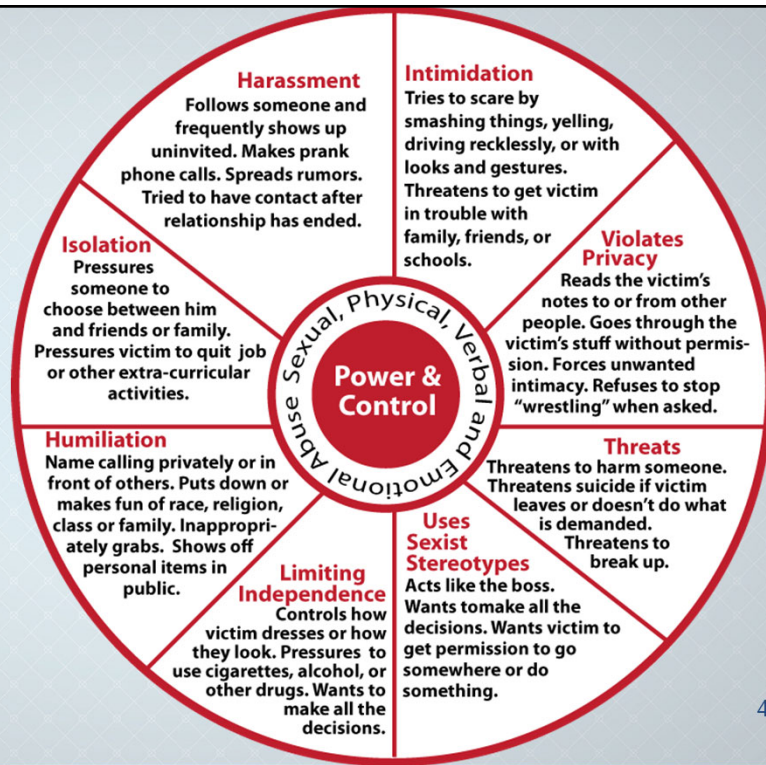 Harassment
Follows someone and
frequently shows up
uninvited. Makes prank
phone calls. Spreads rumors.
Tried to have contact after
relationship has ended.
Intimidation
Tries to scare by
smashing things, yelling,
driving recklessly, or with
looks and gestures.
Threatens to get victim
in trouble with
family, friends, or
schools.
Violates
Privacy
Reads the victim's
notes to or from other
people. Goes through the
victim's stuff without permis-
sion. Forces unwanted
intimacy. Refuses to stop
“wrestling” when asked.
Threats
Threatens to harm someone.
Threatens suicide if victim
leaves or doesn't do what
is demanded.
Threatens to
break up.
Uses
Sexist
Stereotypes
Acts like the boss.
Wants tomake all the
decisions. Wants victim to
get permission to go
somewhere or do
something.
Limiting
Independence
Controls how
victim dresses or how
they look. Pressures to
use cigarettes, alcohol, or
other drugs. Wants to
make all the
decisions.
Humiliation
Name calling privately or in
front of others. Puts down or
makes fun of race, religion,
class or family. Inappropri-
ately grabs. Shows off
personal items in
public.
Isolation
Pressures
someone to
choose between him
and friends or family.
Pressures victim to quit job
or other extra-curricular
activities.
Sexual, Physical, Verbal and Emotional Abuse
Power &
Control
4